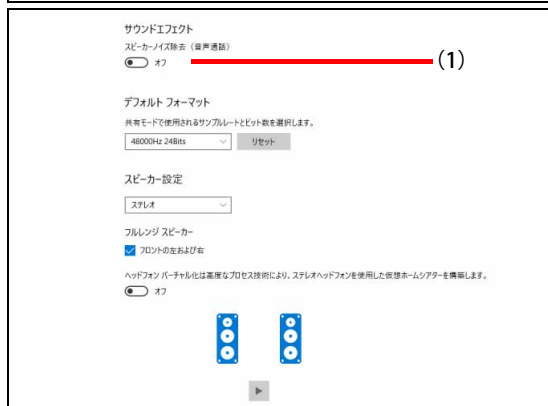 サウンドエフェクト
スピーカーノイズ除去（音声通話）
オフ
(1)
デフォルト フォーマット
共有モードで使用されるサンプルレートとビット数を選択します。
48000Hz 24Bits
リセット
スピーカー設定
ステレオ
フルレンジ スピーカー
フロントの左および右
ヘッドフォン バーチャル化は高度なプロセス技術により、ステレオヘッドフォンを使用した仮想ホームシアターを構築します。
オフ